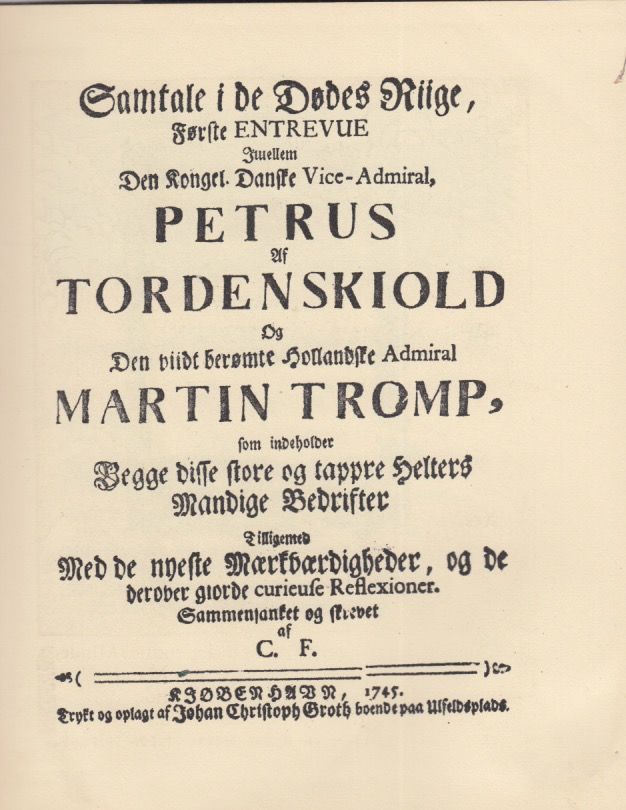 Samtale i de Dødes Riige,
Første ENTREVUE
Imellem
Den Kongel. Danske Vice-Admiral,
PETRUS
Af
TORDENSKIOLD
Og
Den viidt berømte Hollandske Admiral
MARTIN TROMP,
som indeholder
Begge disse store og tappre Helters
Mandige Bedrifter
Tilligemed
Med de nyeste Mærkværdigheder, og de
derover giorde curieuse Reflexioner.
Sammensanket og skrevet
af
C. F.
KIØBENHAVN, 1745.
Trykt og oplagt af Johan Christoph Groth boende paa Ulfeldsplads.